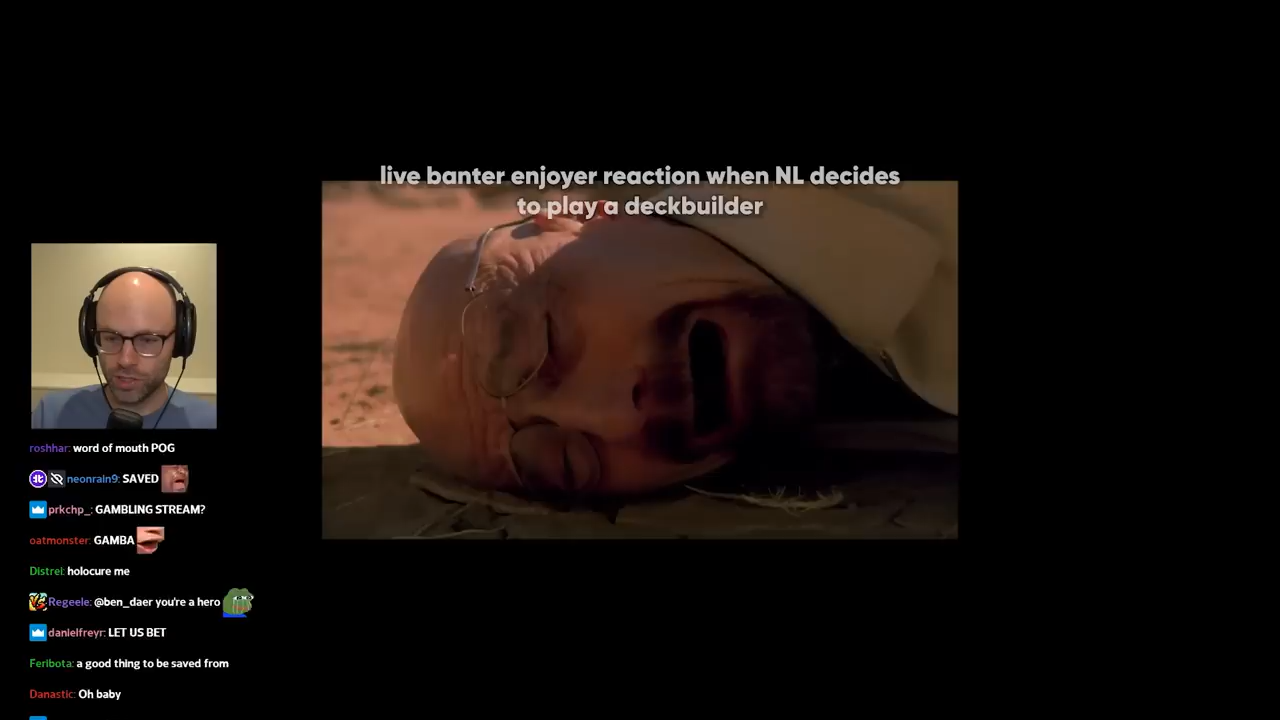 live banter enjoyer reaction when NL decides
to play a deckbuilder
roshhar: word of mouth POG
neonrain9: SAVED
prkchp_: GAMBLING STREAM?
oatmonster: GAMBA
Distrel: holocure me
Regeele: @ben_daer you're a hero
danielfreyr: LET US BET
Feribota: a good thing to be saved from
Danastic: Oh baby